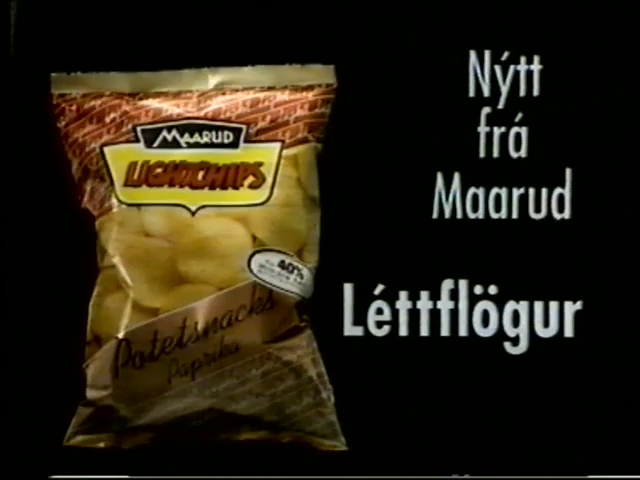 MAARUD
LIGHTCHIPS
40%
Potetsnacks
Paprika
Nýtt
frá
Maarud
Léttflögur